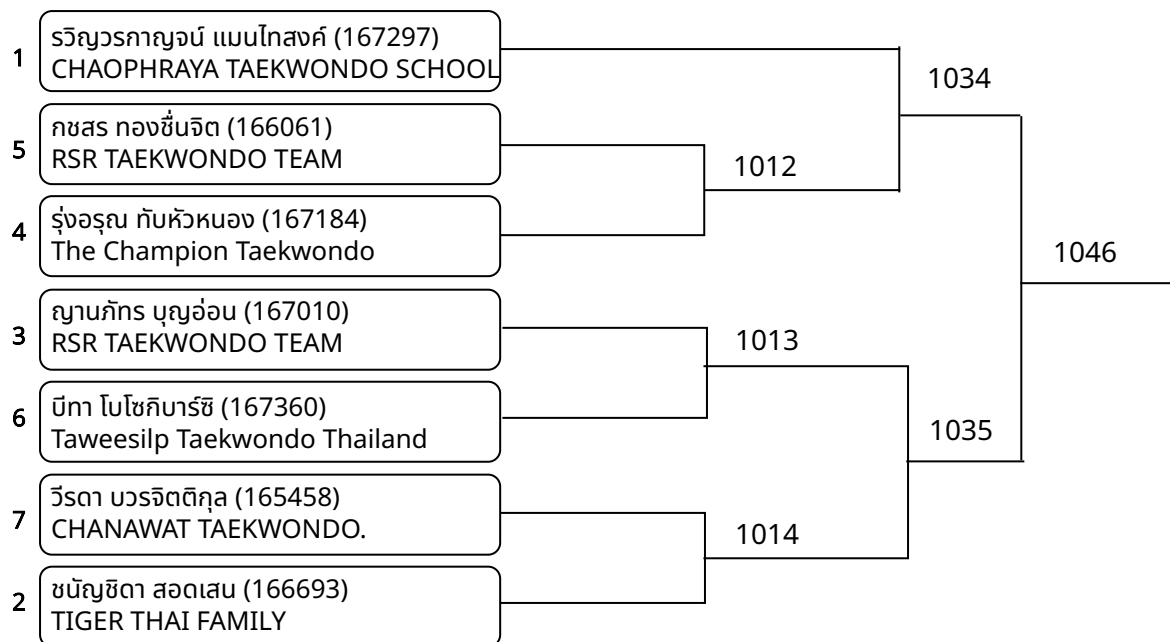 1
รวิญวรกาญจน์ แมนไทสงค์ (167297)
CHAOPHRAYA TAEKWONDO SCHOOL
5
กชสร ทองชื่นจิต (166061)
RSR TAEKWONDO TEAM
4
รุ่งอรุณ ทับหัวหนอง (167184)
The Champion Taekwondo
3
ญานภัทร บุญอ่อน (167010)
RSR TAEKWONDO TEAM
6
บีทา โบโซกิบาร์ซิ (167360)
Taweesilp Taekwondo Thailand
7
วีรดา บวรจิตติกุล (165458)
CHANAWAT TAEKWONDO.
2
ชนัญชิดา สอดเสน (166693)
TIGER THAI FAMILY
1012
1013
1014
1034
1035
1046